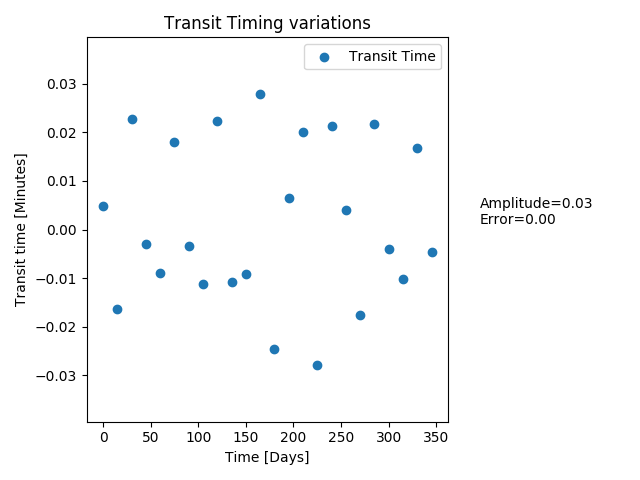 Transit Timing variations
Transit Time
Transit time [Minutes]
0.03
0.02
0.01
0.00
−0.01
−0.02
−0.03
0
50
100
150
200
250
300
350
Time [Days]
Amplitude=0.03
Error=0.00